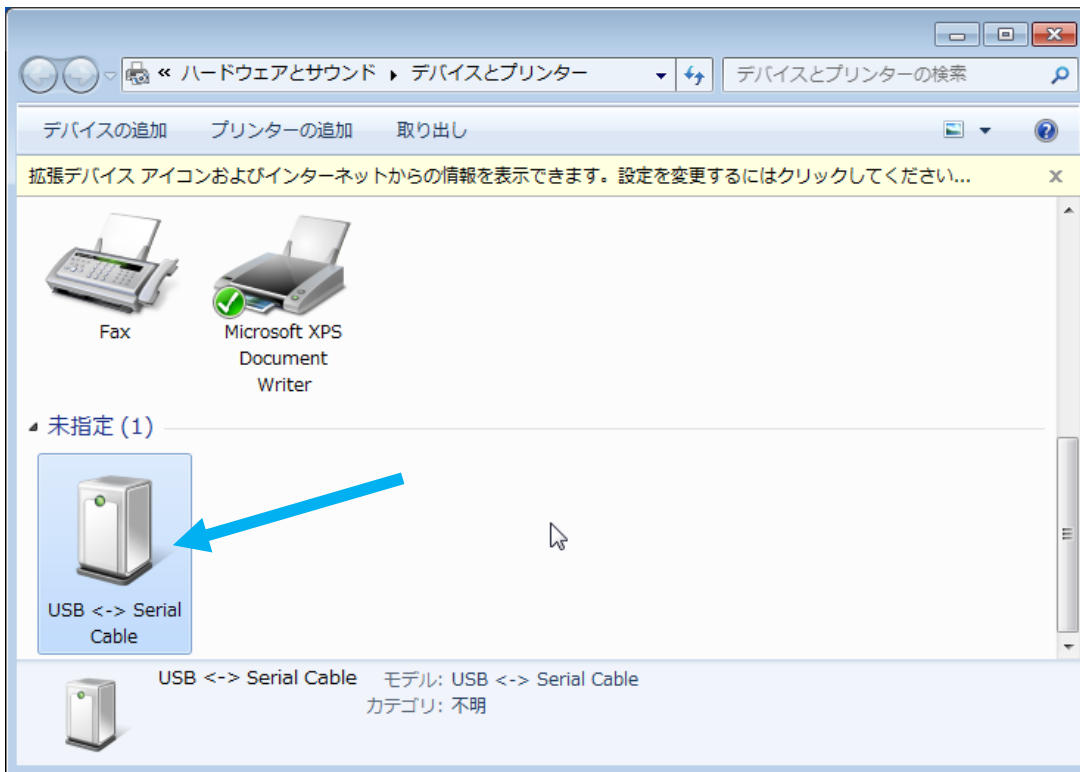 « ハードウェアとサウンド ▸ デバイスとプリンター
デバイスとプリンターの検索
デバイスの追加 プリンターの追加 取り出し
拡張デバイス アイコンおよびインターネットからの情報を表示できます。設定を変更するにはクリックしてください...
Fax
Microsoft XPS
Document
Writer
未指定 (1)
USB <-> Serial
Cable
USB <-> Serial Cable モデル: USB <-> Serial Cable
カテゴリ: 不明